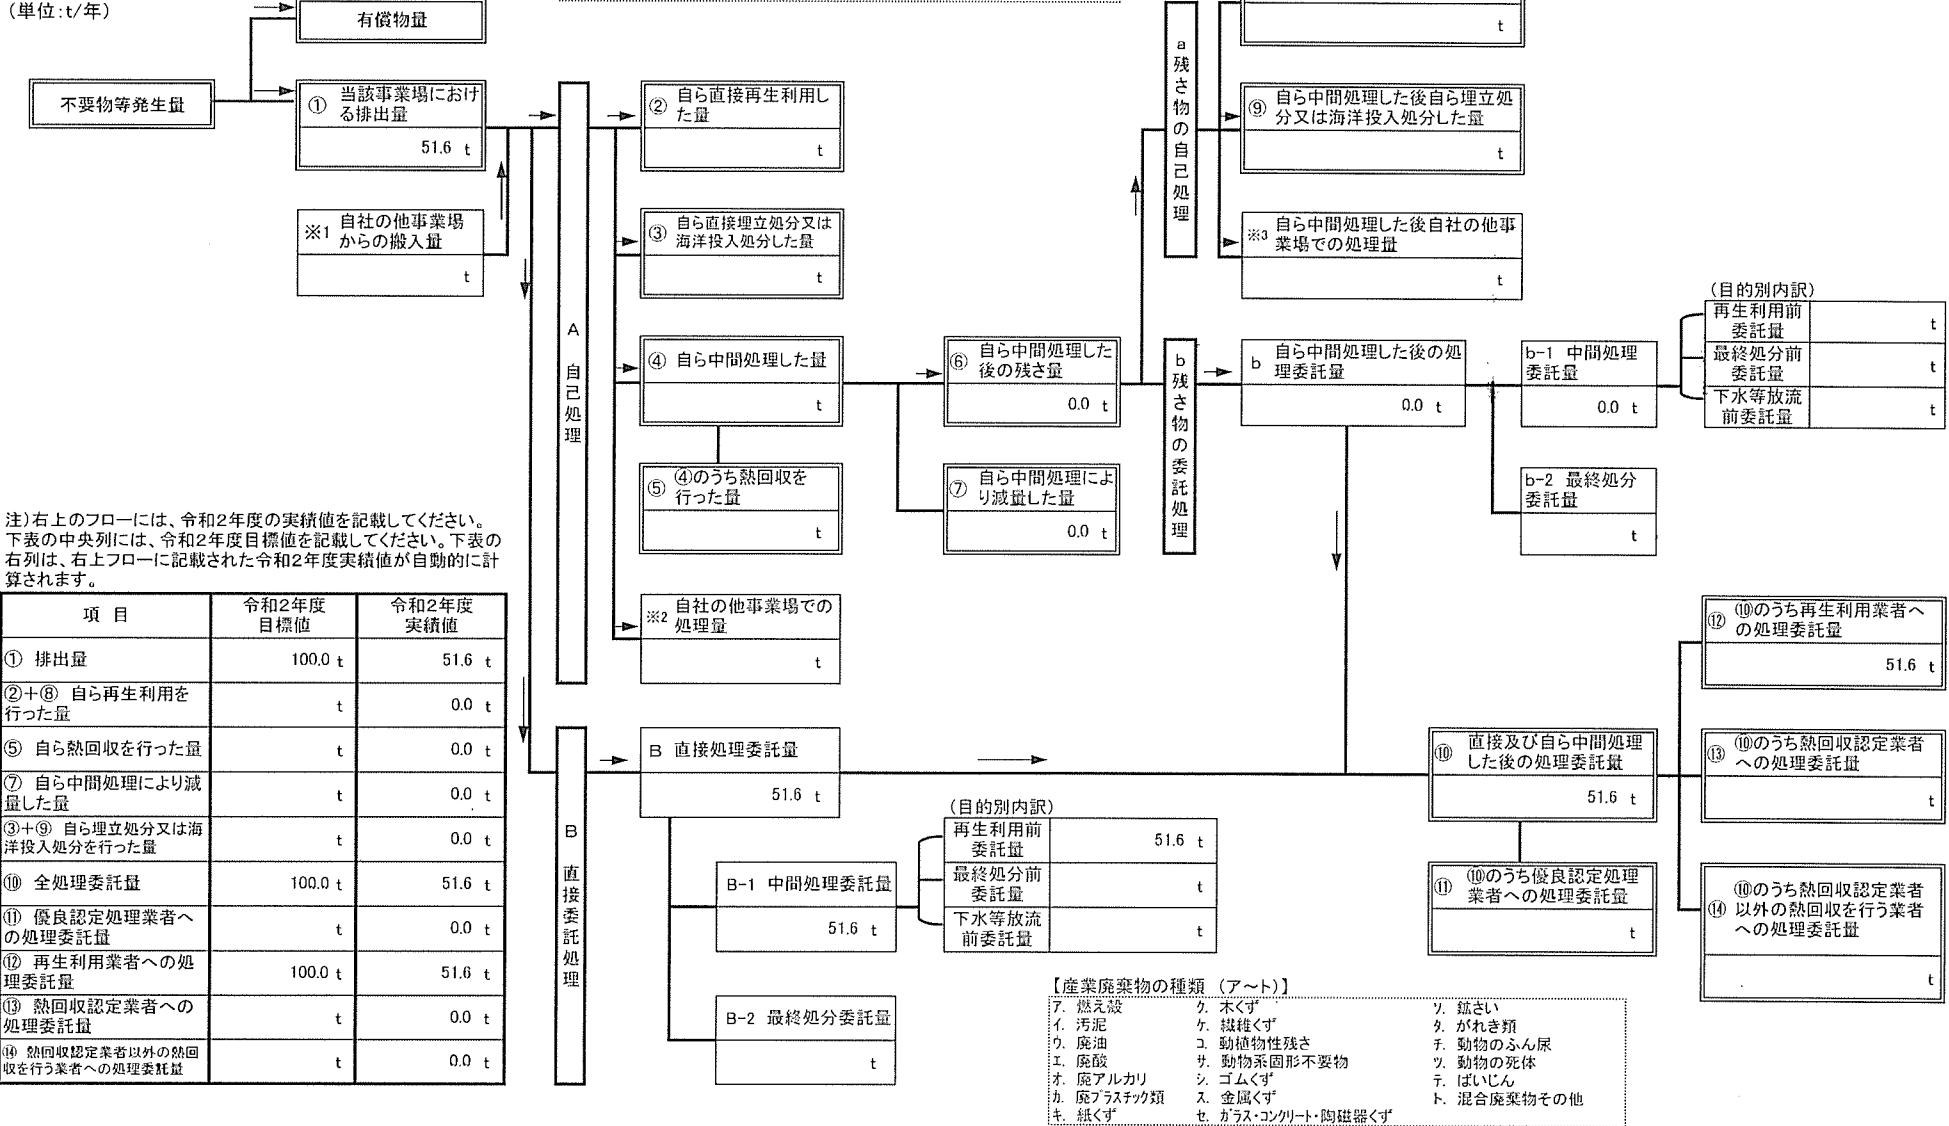 (単位:t/年)
有償物量
不要物等発生量
① 当該事業場におけ
る排出量
51.6 t
※1 自社の他事業場
からの搬入量
t
A 自己処理
② 自ら直接再生利用し
た量
t
③ 自ら直接埋立処分又は
海洋投入処分した量
t
④ 自ら中間処理した量
t
⑤ ④のうち熱回収を
行った量
t
※2 自社の他事業場での
処理量
t
⑥ 自ら中間処理した
後の残さ量
0.0 t
⑦ 自ら中間処理によ
り減量した量
0.0 t
a 残さ物の自己処理
t
⑨ 自ら中間処理した後自ら埋立処
分又は海洋投入処分した量
t
※3 自ら中間処理した後自社の他事
業場での処理量
t
b 残さ物の委託処理
b 自ら中間処理した後の処
理委託量
0.0 t
b-1 中間処理
委託量
0.0 t
(目的別内訳)
再生利用前
委託量 t
最終処分前
委託量 t
下水等放流
前委託量 t
b-2 最終処分
委託量
t
注)右上のフローには、令和2年度の実績値を記載してください。
下表の中央列には、令和2年度目標値を記載してください。下表の
右列は、右上フローに記載された令和2年度実績値が自動的に計
算されます。
項 目 令和2年度 令和2年度
目標値 実績値
① 排出量 100.0 t 51.6 t
②+⑧ 自ら再生利用を
行った量 t 0.0 t
⑤ 自ら熱回収を行った量 t 0.0 t
⑦ 自ら中間処理により減
量した量 t 0.0 t
③+⑨ 自ら埋立処分又は海
洋投入処分を行った量 t 0.0 t
⑩ 全処理委託量 100.0 t 51.6 t
⑪ 優良認定処理業者へ
の処理委託量 t 0.0 t
⑫ 再生利用業者への処
理委託量 100.0 t 51.6 t
⑬ 熱回収認定業者への
処理委託量 t 0.0 t
⑭ 熱回収認定業者以外の熱回
収を行う業者への処理委託量 t 0.0 t
B 直接委託処理
B 直接処理委託量
51.6 t
B-1 中間処理委託量
51.6 t
(目的別内訳)
再生利用前
委託量 51.6 t
最終処分前
委託量 t
下水等放流
前委託量 t
B-2 最終処分委託量
t
⑩ 直接及び自ら中間処理
した後の処理委託量
51.6 t
⑪ ⑩のうち優良認定処理
業者への処理委託量
t
⑫ ⑩のうち再生利用業者へ
の処理委託量
51.6 t
⑬ ⑩のうち熱回収認定業者
への処理委託量
t
⑭ ⑩のうち熱回収認定業者
以外の熱回収を行う業者
への処理委託量
t
【産業廃棄物の種類 (ア~ト)】
ア. 燃え殻 ク. 木くず ソ. 鉱さい
イ. 汚泥 ケ. 繊維くず タ. がれき類
ウ. 廃油 コ. 動植物性残さ チ. 動物のふん尿
エ. 廃酸 サ. 動物系固形不要物 ツ. 動物の死体
オ. 廃アルカリ シ. ゴムくず テ. ばいじん
カ. 廃プラスチック類 ス. 金属くず ト. 混合廃棄物その他
キ. 紙くず セ. ガラス・コンクリート・陶磁器くず